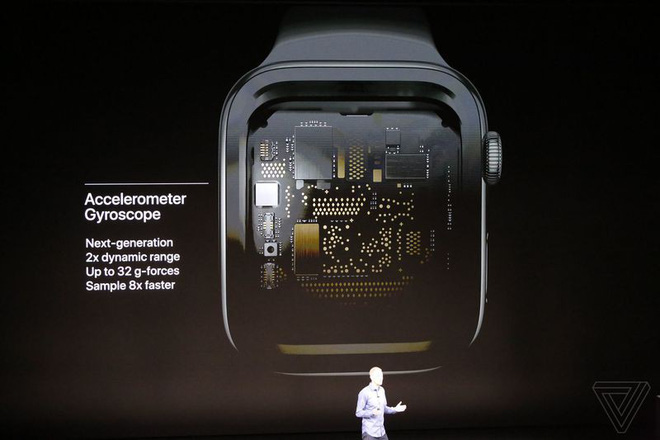 Accelerometer
Gyroscope
Next-generation
2x dynamic range
Up to 32 g-forces
Sample 8x faster